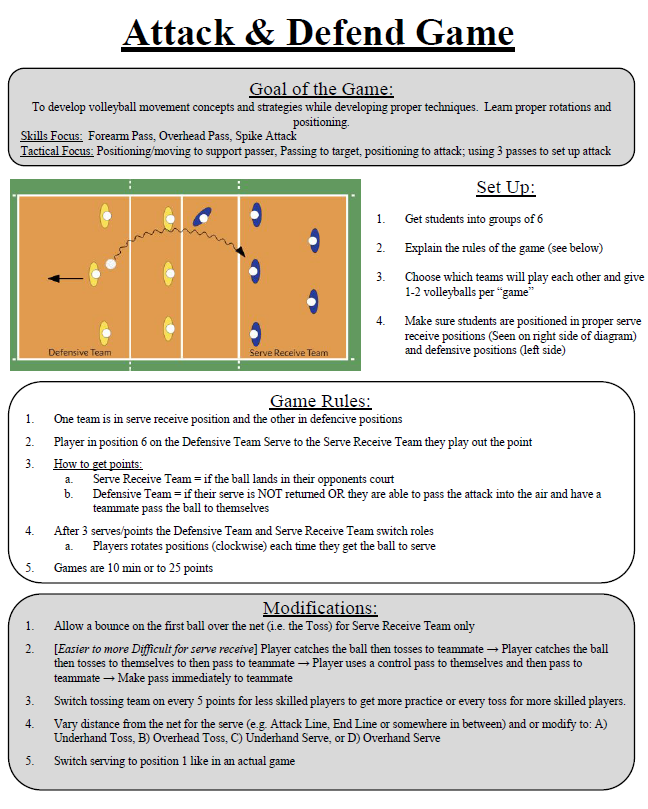 Attack & Defend Game
Goal of the Game:
To develop volleyball movement concepts and strategies while developing proper techniques. Learn proper rotations and
positioning.
Skills Focus: Forearm Pass, Overhead Pass, Spike Attack
Tactical Focus: Positioning/moving to support passer, Passing to target, positioning to attack; using 3 passes to set up attack
Defensive Team
Serve Receive Team
Set Up:
1. Get students into groups of 6
2. Explain the rules of the game (see below)
3. Choose which teams will play each other and give
1-2 volleyballs per “game”
4. Make sure students are positioned in proper serve
receive positions (Seen on right side of diagram)
and defensive positions (left side)
Game Rules:
1. One team is in serve receive position and the other in defencive positions
2. Player in position 6 on the Defensive Team Serve to the Serve Receive Team they play out the point
3. How to get points:
a. Serve Receive Team = if the ball lands in their opponents court
b. Defensive Team = if their serve is NOT returned OR they are able to pass the attack into the air and have a
teammate pass the ball to themselves
4. After 3 serves/points the Defensive Team and Serve Receive Team switch roles
a. Players rotates positions (clockwise) each time they get the ball to serve
5. Games are 10 min or to 25 points
Modifications:
1. Allow a bounce on the first ball over the net (i.e. the Toss) for Serve Receive Team only
2. [Easier to more Difficult for serve receive] Player catches the ball then tosses to teammate → Player catches the ball
then tosses to themselves to then pass to teammate → Player uses a control pass to themselves and then pass to
teammate → Make pass immediately to teammate
3. Switch tossing team on every 5 points for less skilled players to get more practice or every toss for more skilled players.
4. Vary distance from the net for the serve (e.g. Attack Line, End Line or somewhere in between) and or modify to: A)
Underhand Toss, B) Overhead Toss, C) Underhand Serve, or D) Overhand Serve
5. Switch serving to position 1 like in an actual game